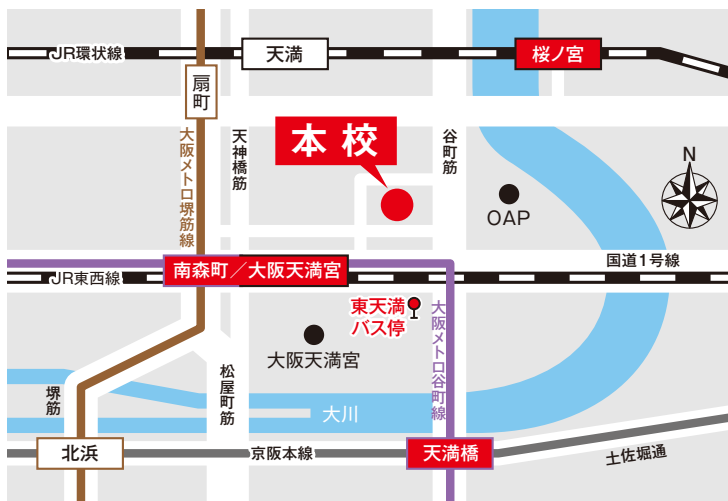 JR環状線
天満
桜ノ宮
扇町
大阪メトロ堺筋線
天神橋筋
本校
谷町筋
N
OAP
国道1号線
南森町／大阪天満宮
JR東西線
東天満
バス停
大阪メトロ谷町線
大阪天満宮
堺筋
松屋町筋
大川
北浜
京阪本線
天満橋
土佐堀通